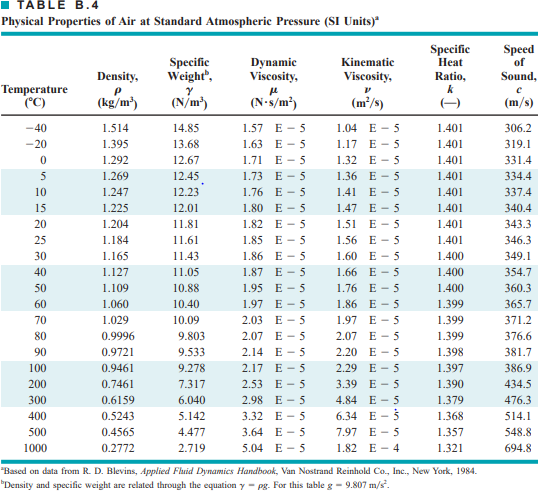 ■ TABLE B.4
Physical Properties of Air at Standard Atmospheric Pressure (SI Units)ᵃ
Temperature (°C) Density, ρ (kg/m³) Specific Weightᵇ, γ (N/m³) Dynamic Viscosity, μ (N·s/m²) Kinematic Viscosity, ν (m²/s) Specific Heat Ratio, k (—) Speed of Sound, c (m/s)
−40 1.514 14.85 1.57 E − 5 1.04 E − 5 1.401 306.2
−20 1.395 13.68 1.63 E − 5 1.17 E − 5 1.401 319.1
0 1.292 12.67 1.71 E − 5 1.32 E − 5 1.401 331.4
5 1.269 12.45 1.73 E − 5 1.36 E − 5 1.401 334.4
10 1.247 12.23 1.76 E − 5 1.41 E − 5 1.401 337.4
15 1.225 12.01 1.80 E − 5 1.47 E − 5 1.401 340.4
20 1.204 11.81 1.82 E − 5 1.51 E − 5 1.401 343.3
25 1.184 11.61 1.85 E − 5 1.56 E − 5 1.401 346.3
30 1.165 11.43 1.86 E − 5 1.60 E − 5 1.400 349.1
40 1.127 11.05 1.87 E − 5 1.66 E − 5 1.400 354.7
50 1.109 10.88 1.95 E − 5 1.76 E − 5 1.400 360.3
60 1.060 10.40 1.97 E − 5 1.86 E − 5 1.399 365.7
70 1.029 10.09 2.03 E − 5 1.97 E − 5 1.399 371.2
80 0.9996 9.803 2.07 E − 5 2.07 E − 5 1.399 376.6
90 0.9721 9.533 2.14 E − 5 2.20 E − 5 1.398 381.7
100 0.9461 9.278 2.17 E − 5 2.29 E − 5 1.397 386.9
200 0.7461 7.317 2.53 E − 5 3.39 E − 5 1.390 434.5
300 0.6159 6.040 2.98 E − 5 4.84 E − 5 1.379 476.3
400 0.5243 5.142 3.32 E − 5 6.34 E − 5 1.368 514.1
500 0.4565 4.477 3.64 E − 5 7.97 E − 5 1.357 548.8
1000 0.2772 2.719 5.04 E − 5 1.82 E − 4 1.321 694.8
ᵃBased on data from R. D. Blevins, Applied Fluid Dynamics Handbook, Van Nostrand Reinhold Co., Inc., New York, 1984.
ᵇDensity and specific weight are related through the equation γ = ρg. For this table g = 9.807 m/s².